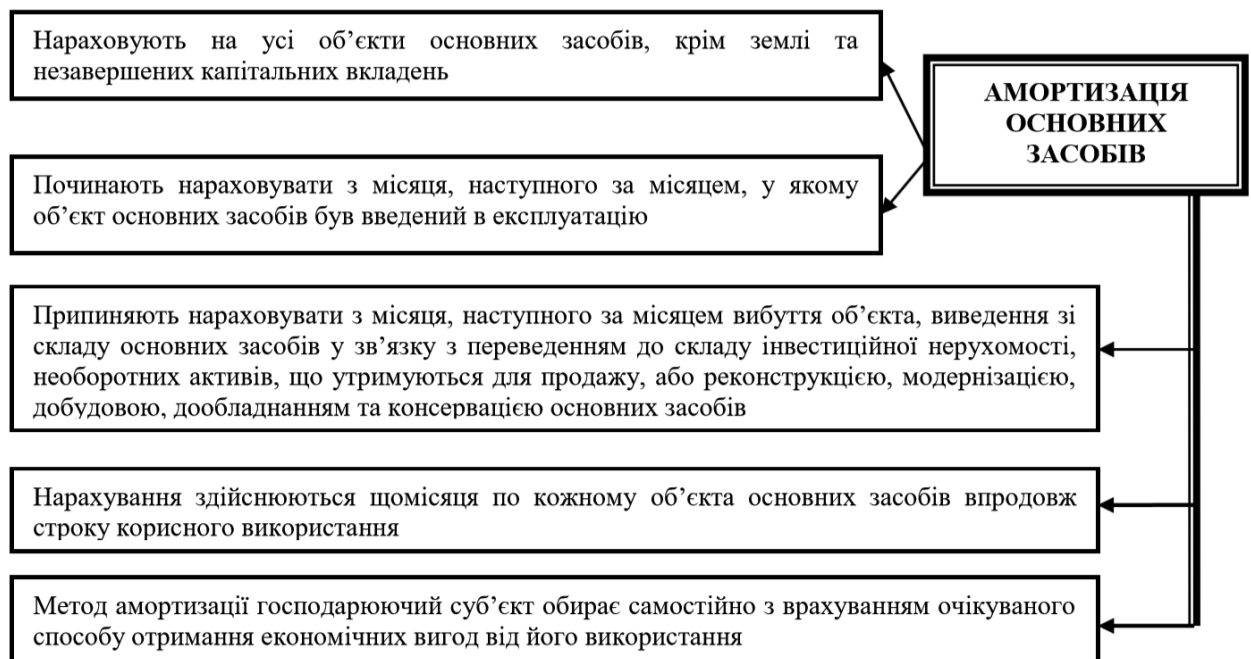 Нараховують на усі об’єкти основних засобів, крім землі та
незавершених капітальних вкладень
АМОРТИЗАЦІЯ
ОСНОВНИХ
ЗАСОБІВ
Починають нараховувати з місяця, наступного за місяцем, у якому
об’єкт основних засобів був введений в експлуатацію
Припиняють нараховувати з місяця, наступного за місяцем вибуття об’єкта, виведення зі
складу основних засобів у зв’язку з переведенням до складу інвестиційної нерухомості,
необоротних активів, що утримуються для продажу, або реконструкцією, модернізацією,
добудовою, дообладнанням та консервацією основних засобів
Нарахування здійснюються щомісяця по кожному об’єкта основних засобів впродовж
строку корисного використання
Метод амортизації господарюючий суб’єкт обирає самостійно з врахуванням очікуваного
способу отримання економічних вигод від його використання